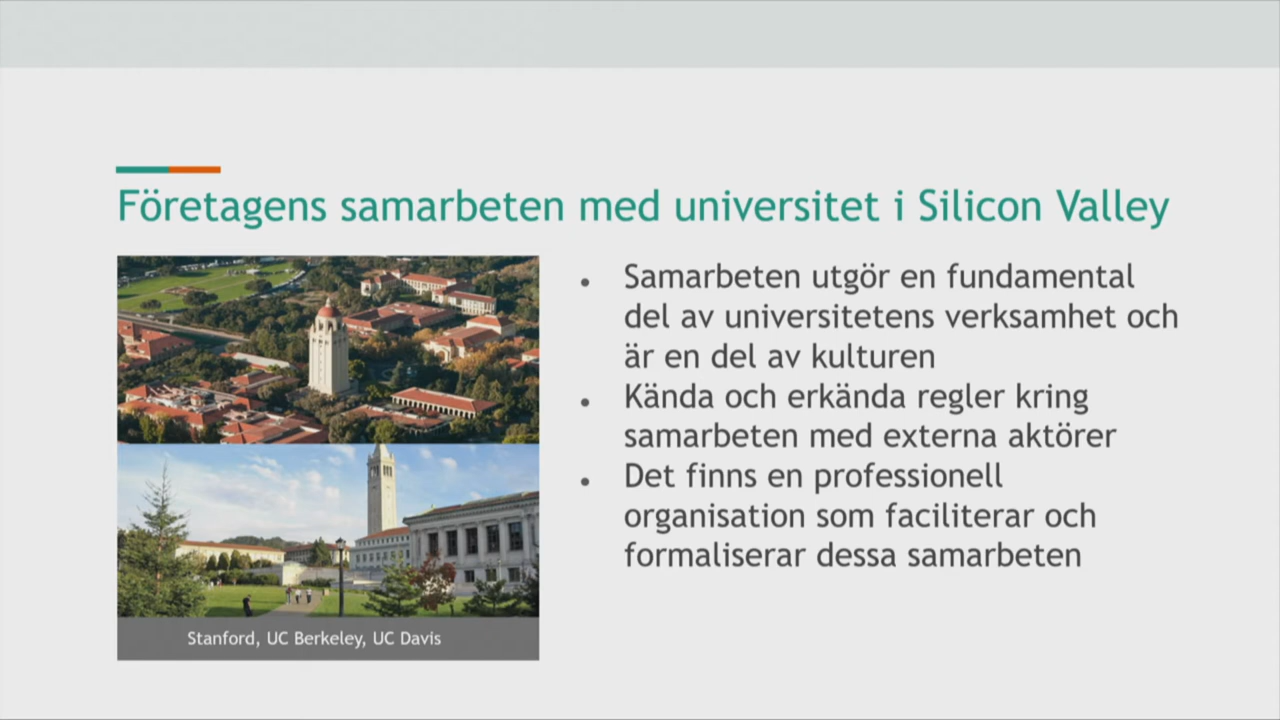 Företagens samarbeten med universitet i Silicon Valley
• Samarbeten utgör en fundamental
del av universitetens verksamhet och
är en del av kulturen
• Kända och erkända regler kring
samarbeten med externa aktörer
• Det finns en professionell
organisation som faciliterar och
formaliserar dessa samarbeten
Stanford, UC Berkeley, UC Davis